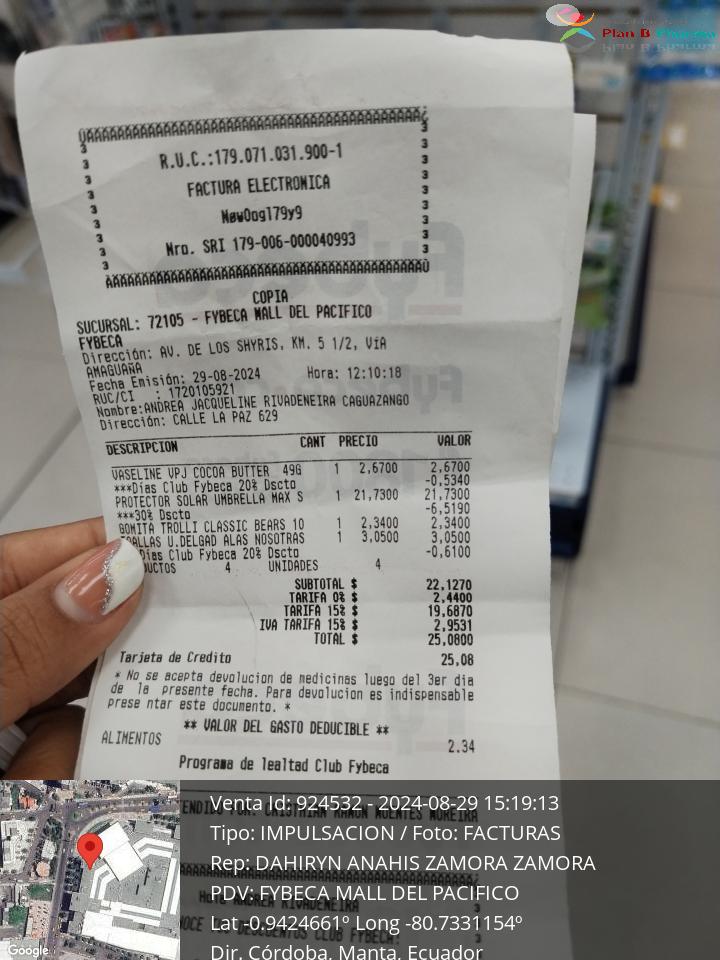 Plan B Pharma
R.U.C.:179.071.031.900-1
FACTURA ELECTRONICA
Nro. SRI 179-006-000040993
COPIA
SUCURSAL: 72105 - FYBECA MALL DEL PACIFICO
FYBECA
Dirección: AV. DE LOS SHYRIS, KM. 5 1/2, VíA
AMAGUAÑA
Fecha Emisión: 29-08-2024 Hora: 12:10:18
RUC/CI : 1720105921
Nombre:ANDREA JACQUELINE RIVADENEIRA CAGUAZANGO
Dirección: CALLE LA PAZ 629
DESCRIPCION CANT PRECIO VALOR
VASELINE VPJ COCOA BUTTER 49G 1 2,6700 2,6700
***Días Club Fybeca 20% Dscto -0,5340
PROTECTOR SOLAR UMBRELLA MAX S 1 21,7300 21,7300
***30% Dscto -6,5190
GOMITA TROLLI CLASSIC BEARS 10 1 2,3400 2,3400
TOALLAS U.DELGAD ALAS NOSOTRAS 1 3,0500 3,0500
Días Club Fybeca 20% Dscto -0,6100
DUCTOS 4 UNIDADES 4
SUBTOTAL $ 22,1270
TARIFA 0% $ 2,4400
TARIFA 15% $ 19,6870
IVA TARIFA 15% $ 2,9531
TOTAL $ 25,0800
Tarjeta de Credito 25,08
* No se acepta devolucion de medicinas luego del 3er dia
de la presente fecha. Para devolucion es indispensable
prese ntar este documento. *
** VALOR DEL GASTO DEDUCIBLE **
ALIMENTOS 2.34
Programa de lealtad Club Fybeca
Venta Id: 924532 - 2024-08-29 15:19:13
Tipo: IMPULSACION / Foto: FACTURAS
Rep: DAHIRYN ANAHIS ZAMORA ZAMORA
PDV: FYBECA MALL DEL PACIFICO
Lat -0.9424661º Long -80.7331154º
Dir. Córdoba, Manta, Ecuador
Google